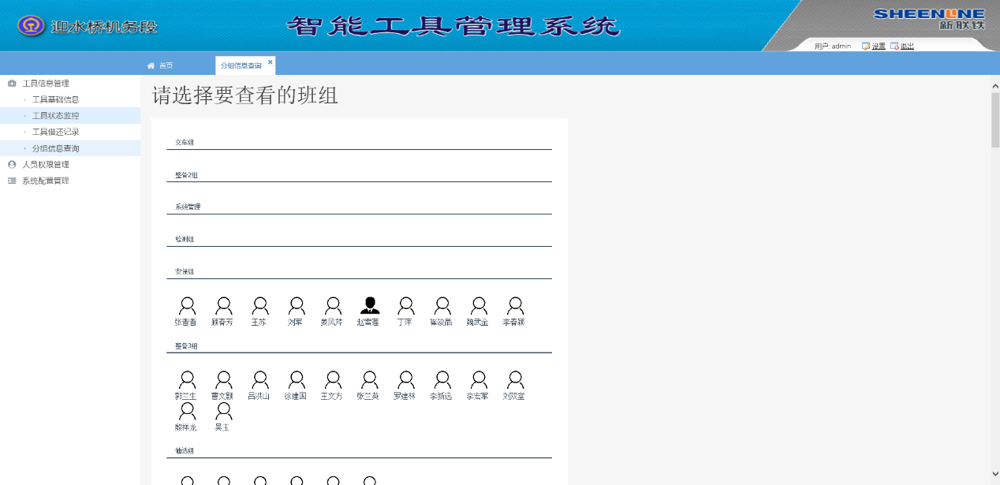 迎水桥机务段
智能工具管理系统
SHEENLINE
新联铁
用户: admin 设置 退出
首页 分组信息查询
工具信息管理
工具基础信息
工具状态监控
工具借还记录
分组信息查询
人员权限管理
系统配置管理
请选择要查看的班组
交车组
整备2组
系统管理
检测组
安保组
张香香 顾春芳 王苏 刘军 姜风芹 赵雪莲 丁萍 崔竣晶 魏武金 李春颖
整备3组
郭兰生 曹文颢 吕洪山 徐建国 王文方 张兰英 罗建林 李新远 李宏军 刘双堂
殷祥龙 吴玉
轴达组